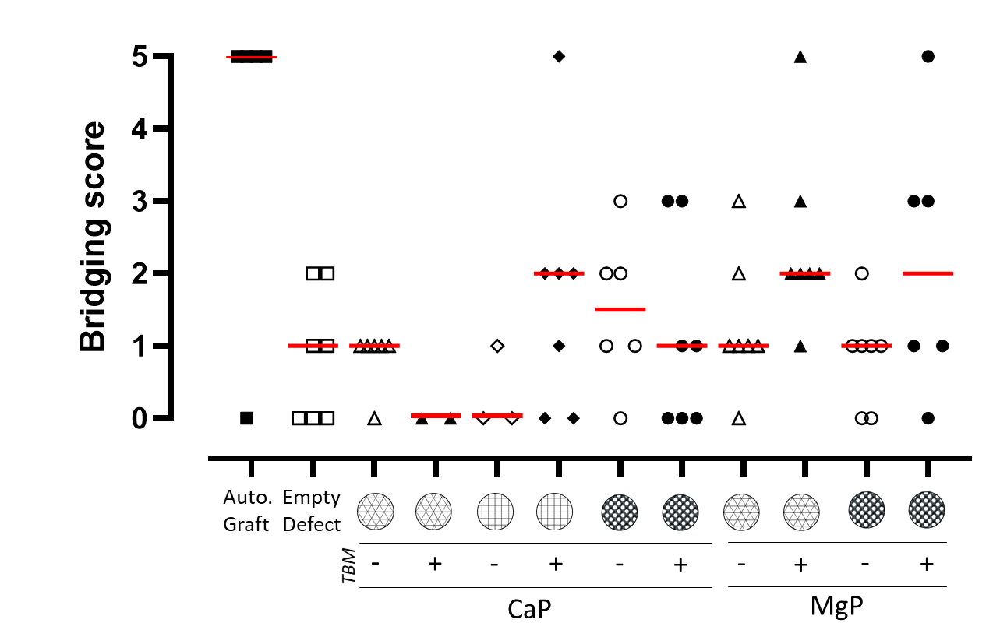 Bridging score
5
4
3
2
1
0
Auto. Empty
Graft Defect
TBM - + - + - + - + - +
CaP MgP